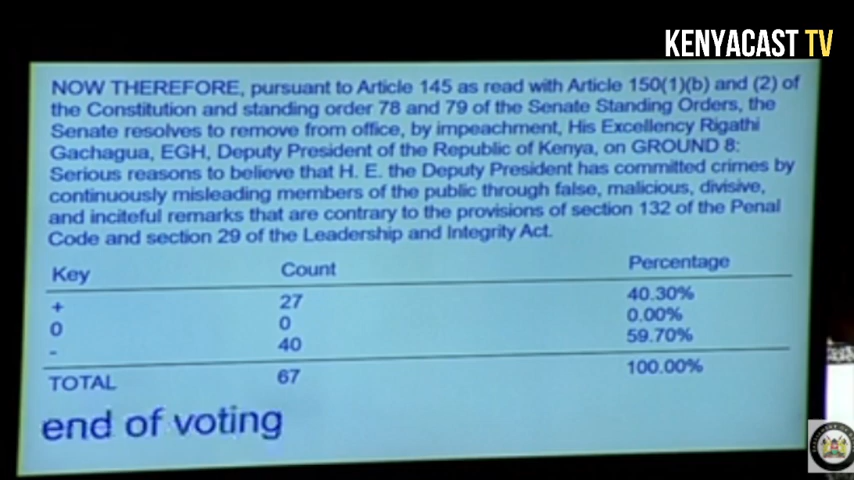 KENYACAST TV
NOW THEREFORE, pursuant to Article 145 as read with Article 150(1)(b) and (2) of
the Constitution and standing order 78 and 79 of the Senate Standing Orders, the
Senate resolves to remove from office, by impeachment, His Excellency Rigathi
Gachagua, EGH, Deputy President of the Republic of Kenya, on GROUND 8:
Serious reasons to believe that H. E. the Deputy President has committed crimes by
continuously misleading members of the public through false, malicious, divisive,
and inciteful remarks that are contrary to the provisions of section 132 of the Penal
Code and section 29 of the Leadership and Integrity Act.
Key Count Percentage
+ 27 40.30%
0 0 0.00%
- 40 59.70%
TOTAL 67 100.00%
end of voting